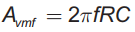 A_vmf = 2πfRC